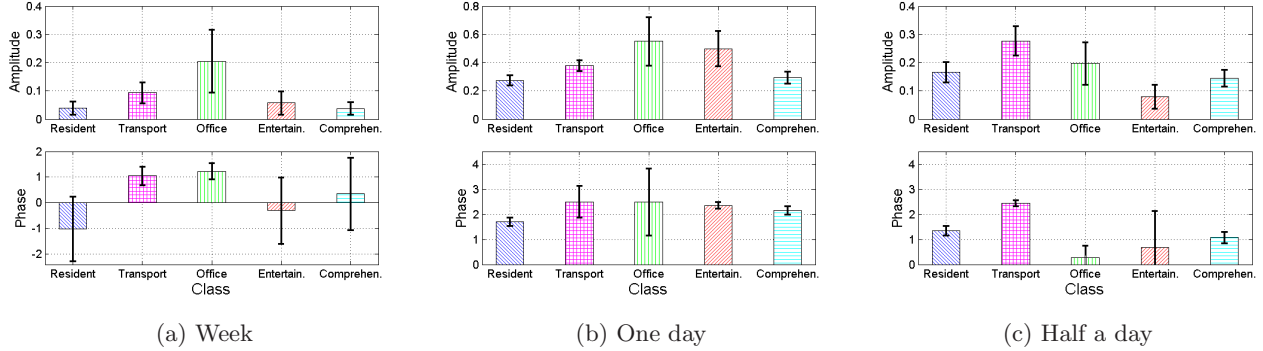 0.4
0.3
0.2
0.1
0
Amplitude
Resident Transport Office Entertain. Comprehen.
2
1
0
-1
-2
Phase
Resident Transport Office Entertain. Comprehen.
Class
(a) Week
0.8
0.6
0.4
0.2
0
Amplitude
Resident Transport Office Entertain. Comprehen.
4
3
2
1
0
Phase
Resident Transport Office Entertain. Comprehen.
Class
(b) One day
0.4
0.3
0.2
0.1
0
Amplitude
Resident Transport Office Entertain. Comprehen.
4
3
2
1
0
Phase
Resident Transport Office Entertain. Comprehen.
Class
(c) Half a day